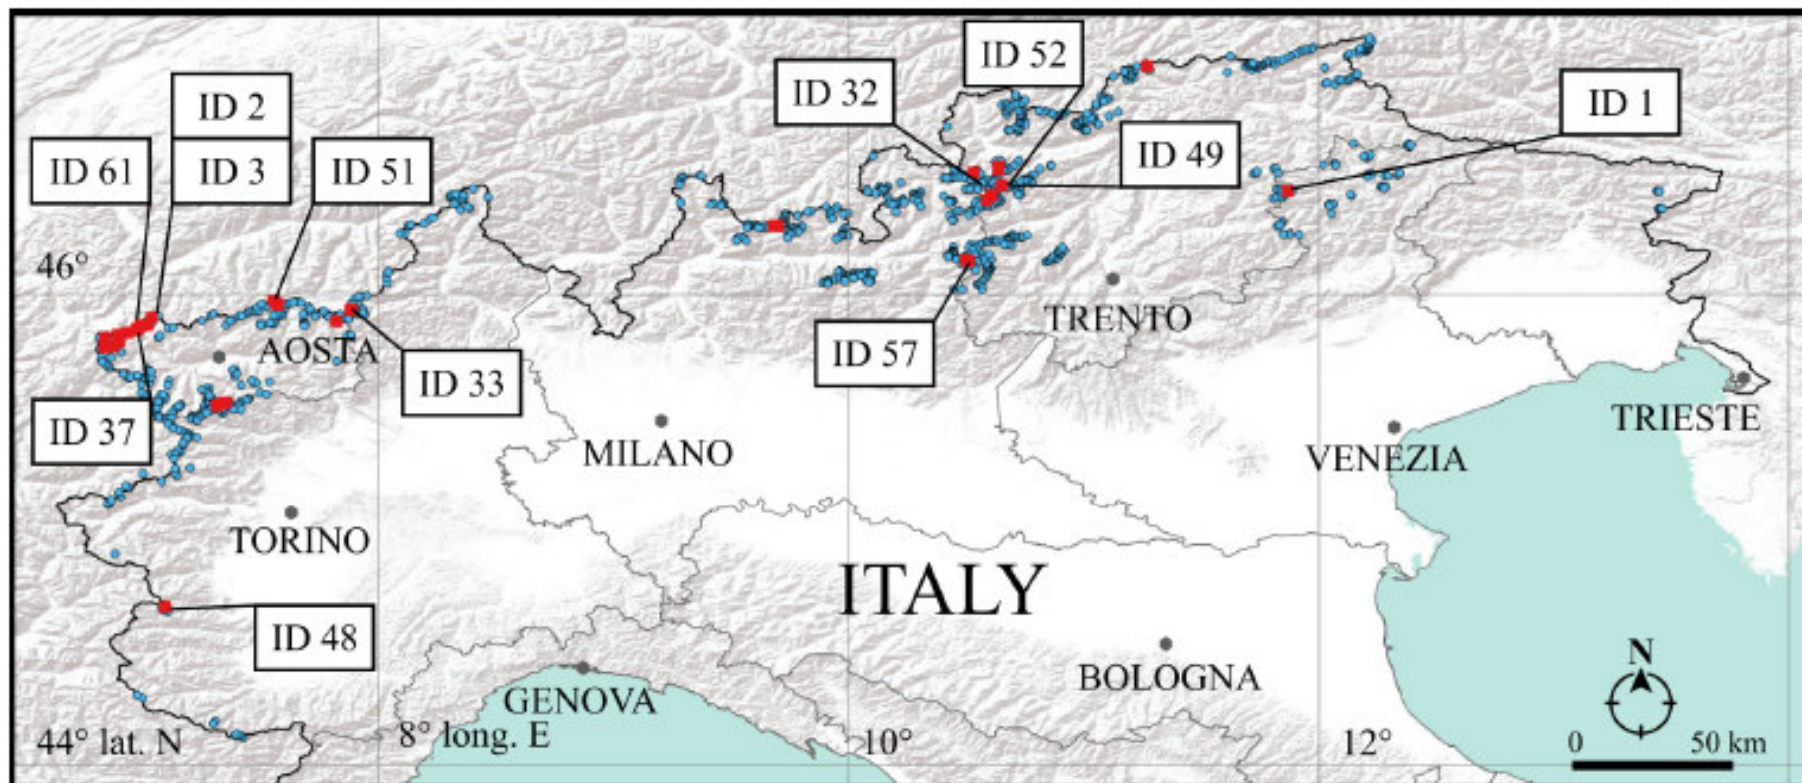 ID 52
ID 2
ID 32
ID 1
ID 61
ID 3
ID 51
ID 49
46°
TRENTO
AOSTA
ID 57
ID 33
TRIESTE
ID 37
MILANO
VENEZIA
TORINO
ITALY
ID 48
N
BOLOGNA
GENOVA
44° lat. N
8° long. E
10°
12°
0
50 km